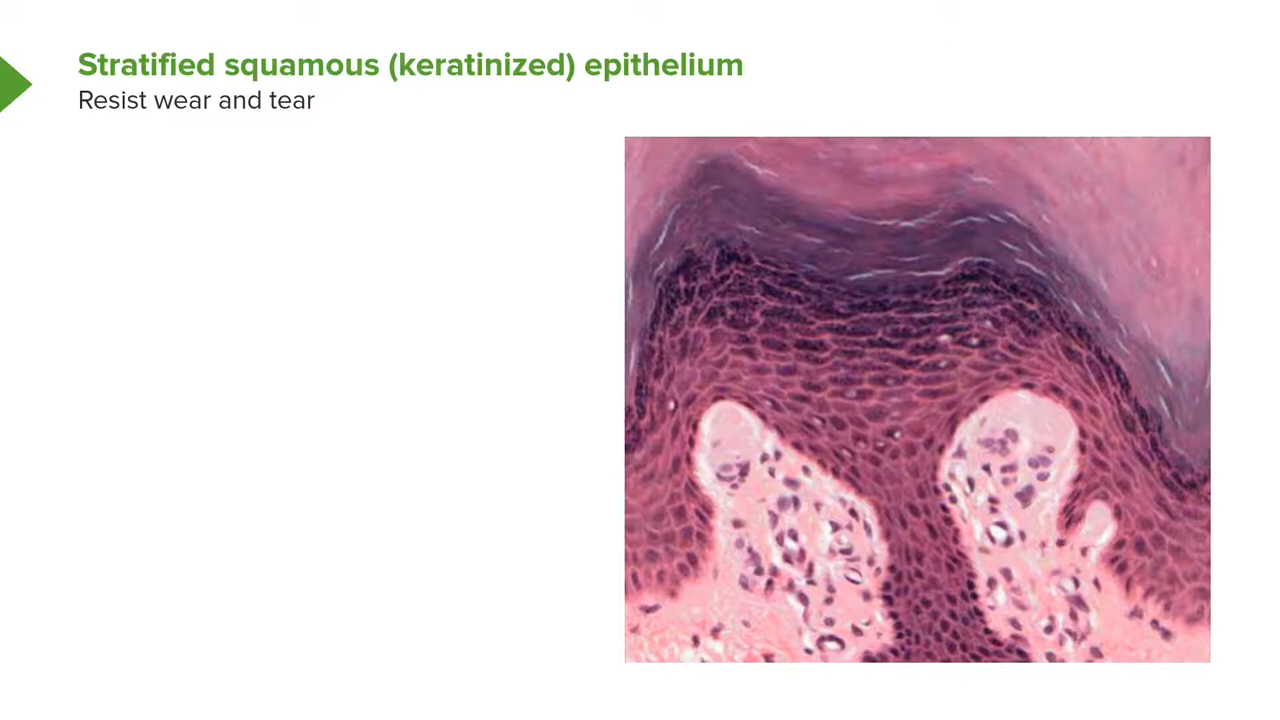 Stratified squamous (keratinized) epithelium
Resist wear and tear